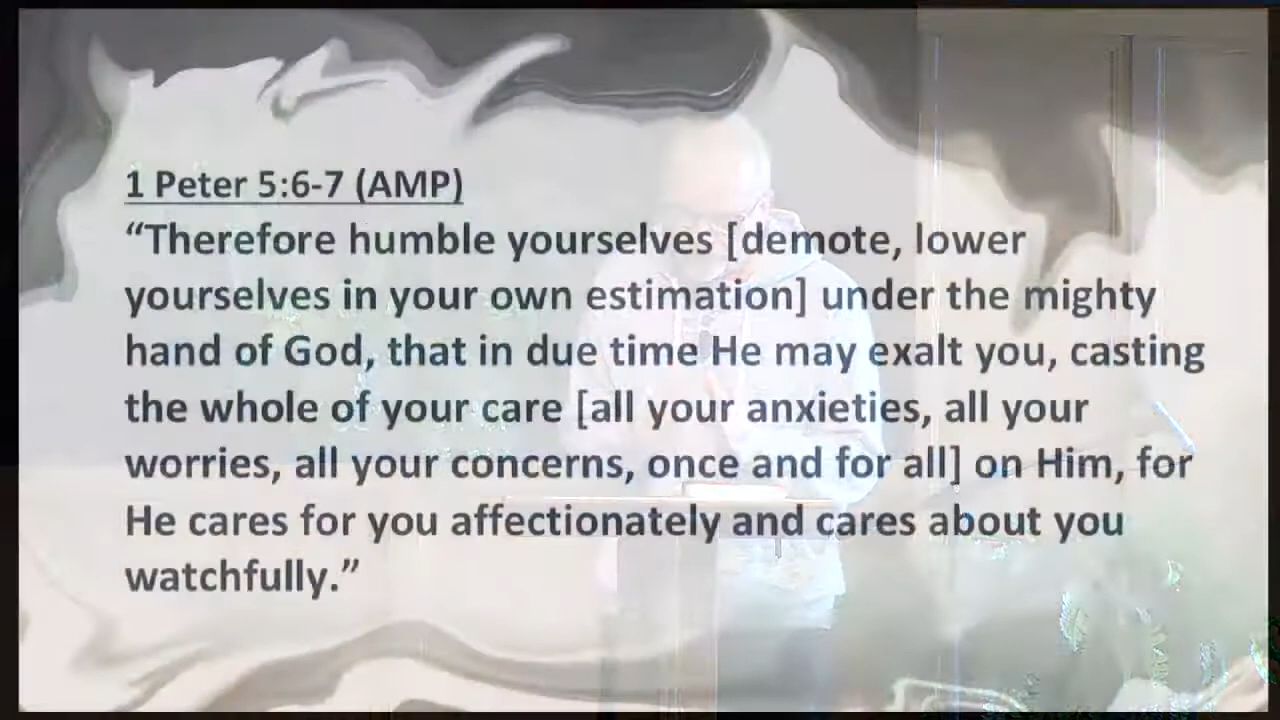 1 Peter 5:6-7 (AMP)
“Therefore humble yourselves [demote, lower
yourselves in your own estimation] under the mighty
hand of God, that in due time He may exalt you, casting
the whole of your care [all your anxieties, all your
worries, all your concerns, once and for all] on Him, for
He cares for you affectionately and cares about you
watchfully.”